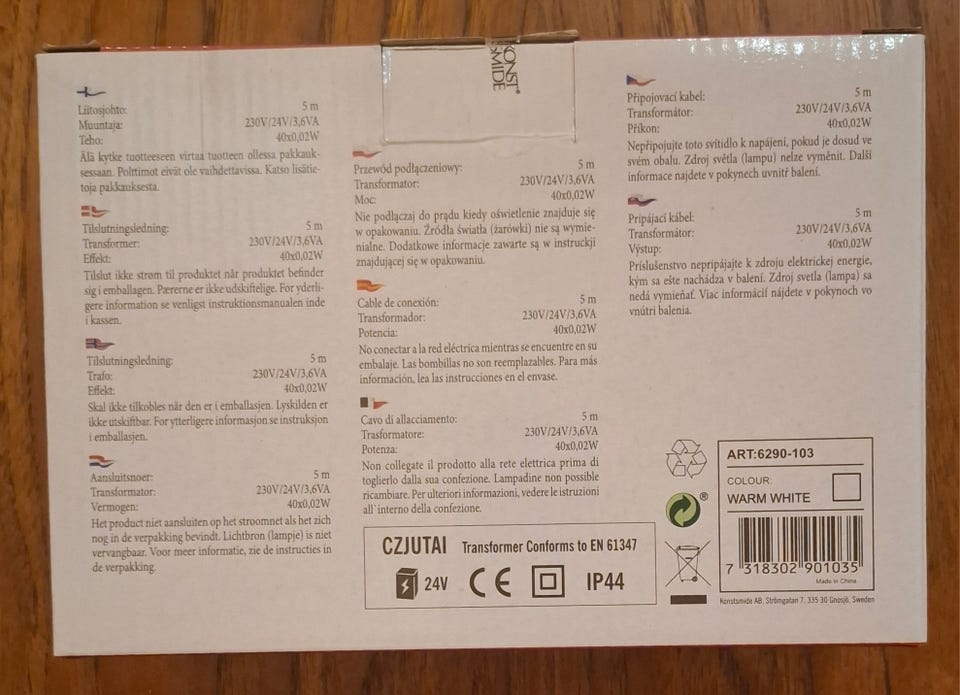 KONST
SMIDE
Liitosjohto: 5 m
Muuntaja: 230V/24V/3,6VA
Teho: 40x0,02W
Älä kytke tuotteeseen virtaa tuotteen ollessa pakkauk-
sessaan. Polttimot eivät ole vaihdettavissa. Katso lisätie-
toja pakkauksesta.
Tilslutningsledning: 5 m
Transformer: 230V/24V/3,6VA
Effekt: 40x0,02W
Tilslut ikke strøm til produktet når produktet befinder
sig i emballagen. Pærerne er ikke udskiftelige. For yderli-
gere information se venligst instruktionsmanualen inde
i kassen.
Tilslutningsledning: 5 m
Trafo: 230V/24V/3,6VA
Effekt: 40x0,02W
Skal ikke tilkobles når den er i emballasjen. Lyskilden er
ikke utskiftbar. For ytterligere informasjon se instruksjon
i emballasjen.
Aansluitsnoer: 5 m
Transformator: 230V/24V/3,6VA
Vermogen: 40x0,02W
Het product niet aansluiten op het stroomnet als het zich
nog in de verpakking bevindt. Lichtbron (lampje) is niet
vervangbaar. Voor meer informatie, zie de instructies in
de verpakking.
Przewód podłączeniowy: 5 m
Transformator: 230V/24V/3,6VA
Moc: 40x0,02W
Nie podłączaj do prądu kiedy oświetlenie znajduje się
w opakowaniu. Źródła światła (żarówki) nie są wymie-
nialne. Dodatkowe informacje zawarte są w instrukcji
znajdującej się w opakowaniu.
Cable de conexión: 5 m
Transformador: 230V/24V/3,6VA
Potencia: 40x0,02W
No conectar a la red eléctrica mientras se encuentre en su
embalaje. Las bombillas no son reemplazables. Para más
información, lea las instrucciones en el envase.
Cavo di allacciamento: 5 m
Trasformatore: 230V/24V/3,6VA
Potenza: 40x0,02W
Non collegate il prodotto alla rete elettrica prima di
toglierlo dalla sua confezione. Lampadine non possible
ricambiare. Per ulteriori informazioni, vedere le istruzioni
all'interno della confezione.
Připojovací kabel: 5 m
Transformátor: 230V/24V/3,6VA
Příkon: 40x0,02W
Nepřipojujte toto svítidlo k napájení, pokud je dosud ve
svém obalu. Zdroj světla (lampu) nelze vyměnit. Další
informace najdete v pokynech uvnitř balení.
Pripájací kábel: 5 m
Transformátor: 230V/24V/3,6VA
Výstup: 40x0,02W
Príslušenstvo nepripájajte k zdroju elektrickej energie,
kým sa ešte nachádza v balení. Zdroj svetla (lampa) sa
nedá vymieňať. Viac informácií nájdete v pokynoch vo
vnútri balenia.
CZJUTAI Transformer Conforms to EN 61347
24V CE IP44
ART:6290-103
COLOUR:
WARM WHITE
7 318302 901035
Made in China
Konstsmide AB, Strömgatan 7, 335 30 Gnosjö, Sweden